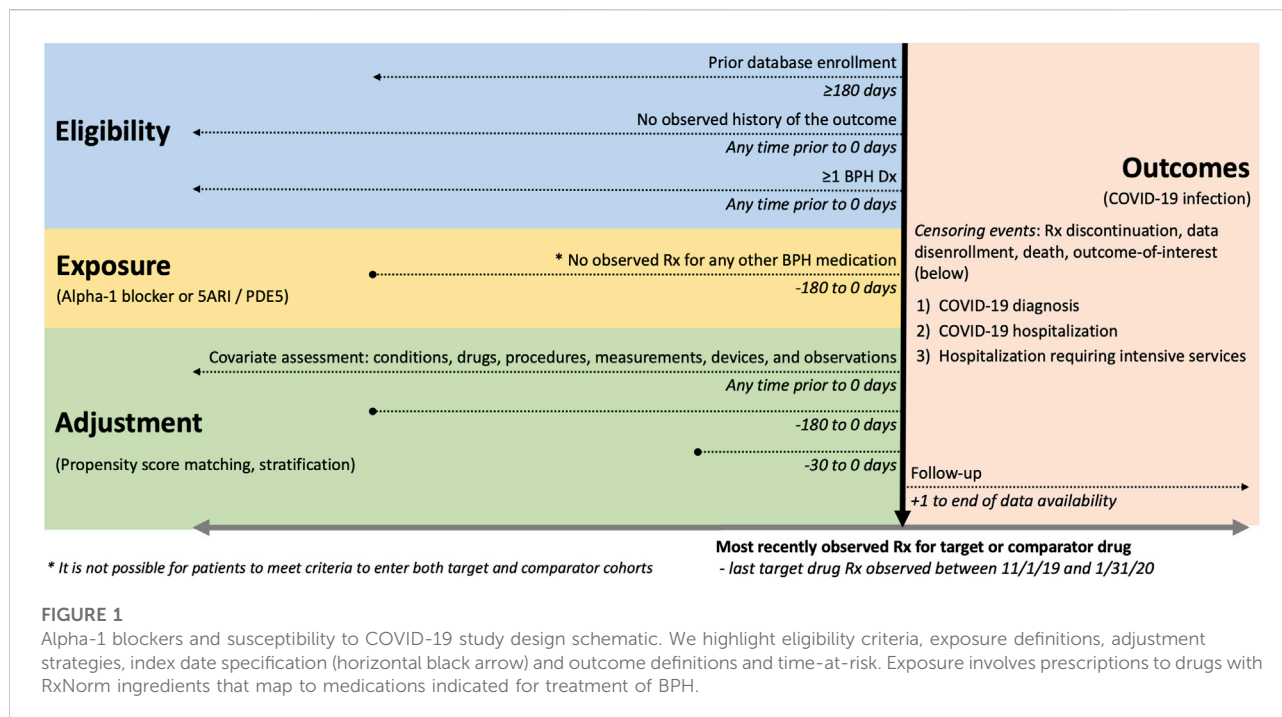 Eligibility
Prior database enrollment
≥180 days
No observed history of the outcome
Any time prior to 0 days
≥1 BPH Dx
Any time prior to 0 days
Exposure
(Alpha-1 blocker or 5ARI / PDE5)
* No observed Rx for any other BPH medication
-180 to 0 days
Adjustment
(Propensity score matching, stratification)
Covariate assessment: conditions, drugs, procedures, measurements, devices, and observations
Any time prior to 0 days
-180 to 0 days
-30 to 0 days
Outcomes
(COVID-19 infection)
Censoring events: Rx discontinuation, data
disenrollment, death, outcome-of-interest
(below)
1) COVID-19 diagnosis
2) COVID-19 hospitalization
3) Hospitalization requiring intensive services
Follow-up
+1 to end of data availability
Most recently observed Rx for target or comparator drug
- last target drug Rx observed between 11/1/19 and 1/31/20
* It is not possible for patients to meet criteria to enter both target and comparator cohorts
FIGURE 1
Alpha-1 blockers and susceptibility to COVID-19 study design schematic. We highlight eligibility criteria, exposure definitions, adjustment
strategies, index date specification (horizontal black arrow) and outcome definitions and time-at-risk. Exposure involves prescriptions to drugs with
RxNorm ingredients that map to medications indicated for treatment of BPH.